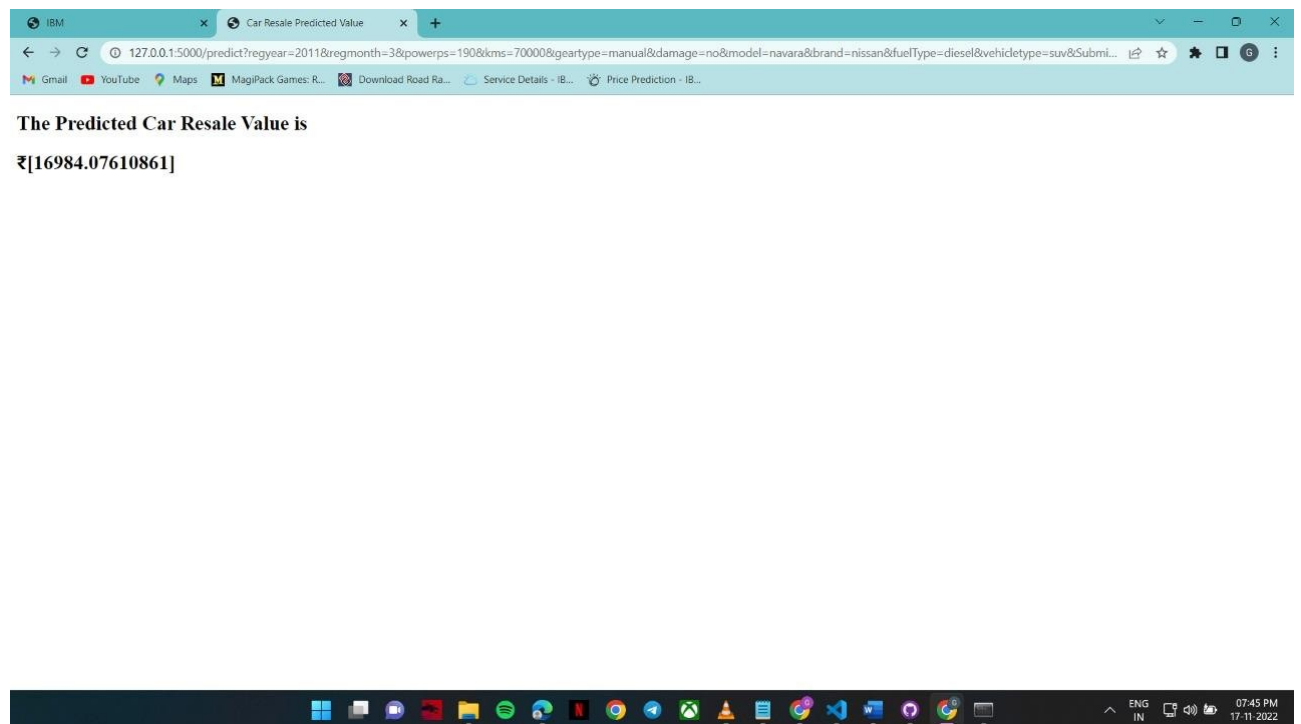 IBM
Car Resale Predicted Value
127.0.0.1:5000/predict?regyear=2011&regmonth=3&powerps=190&kms=70000&geartype=manual&damage=no&model=navara&brand=nissan&fuelType=diesel&vehicletype=suv&Submi...
G
Gmail YouTube Maps MagiPack Games: R... Download Road Ra... Service Details - IB... Price Prediction - IB...
The Predicted Car Resale Value is
₹[16984.07610861]
ENG
IN
07:45 PM
17-11-2022